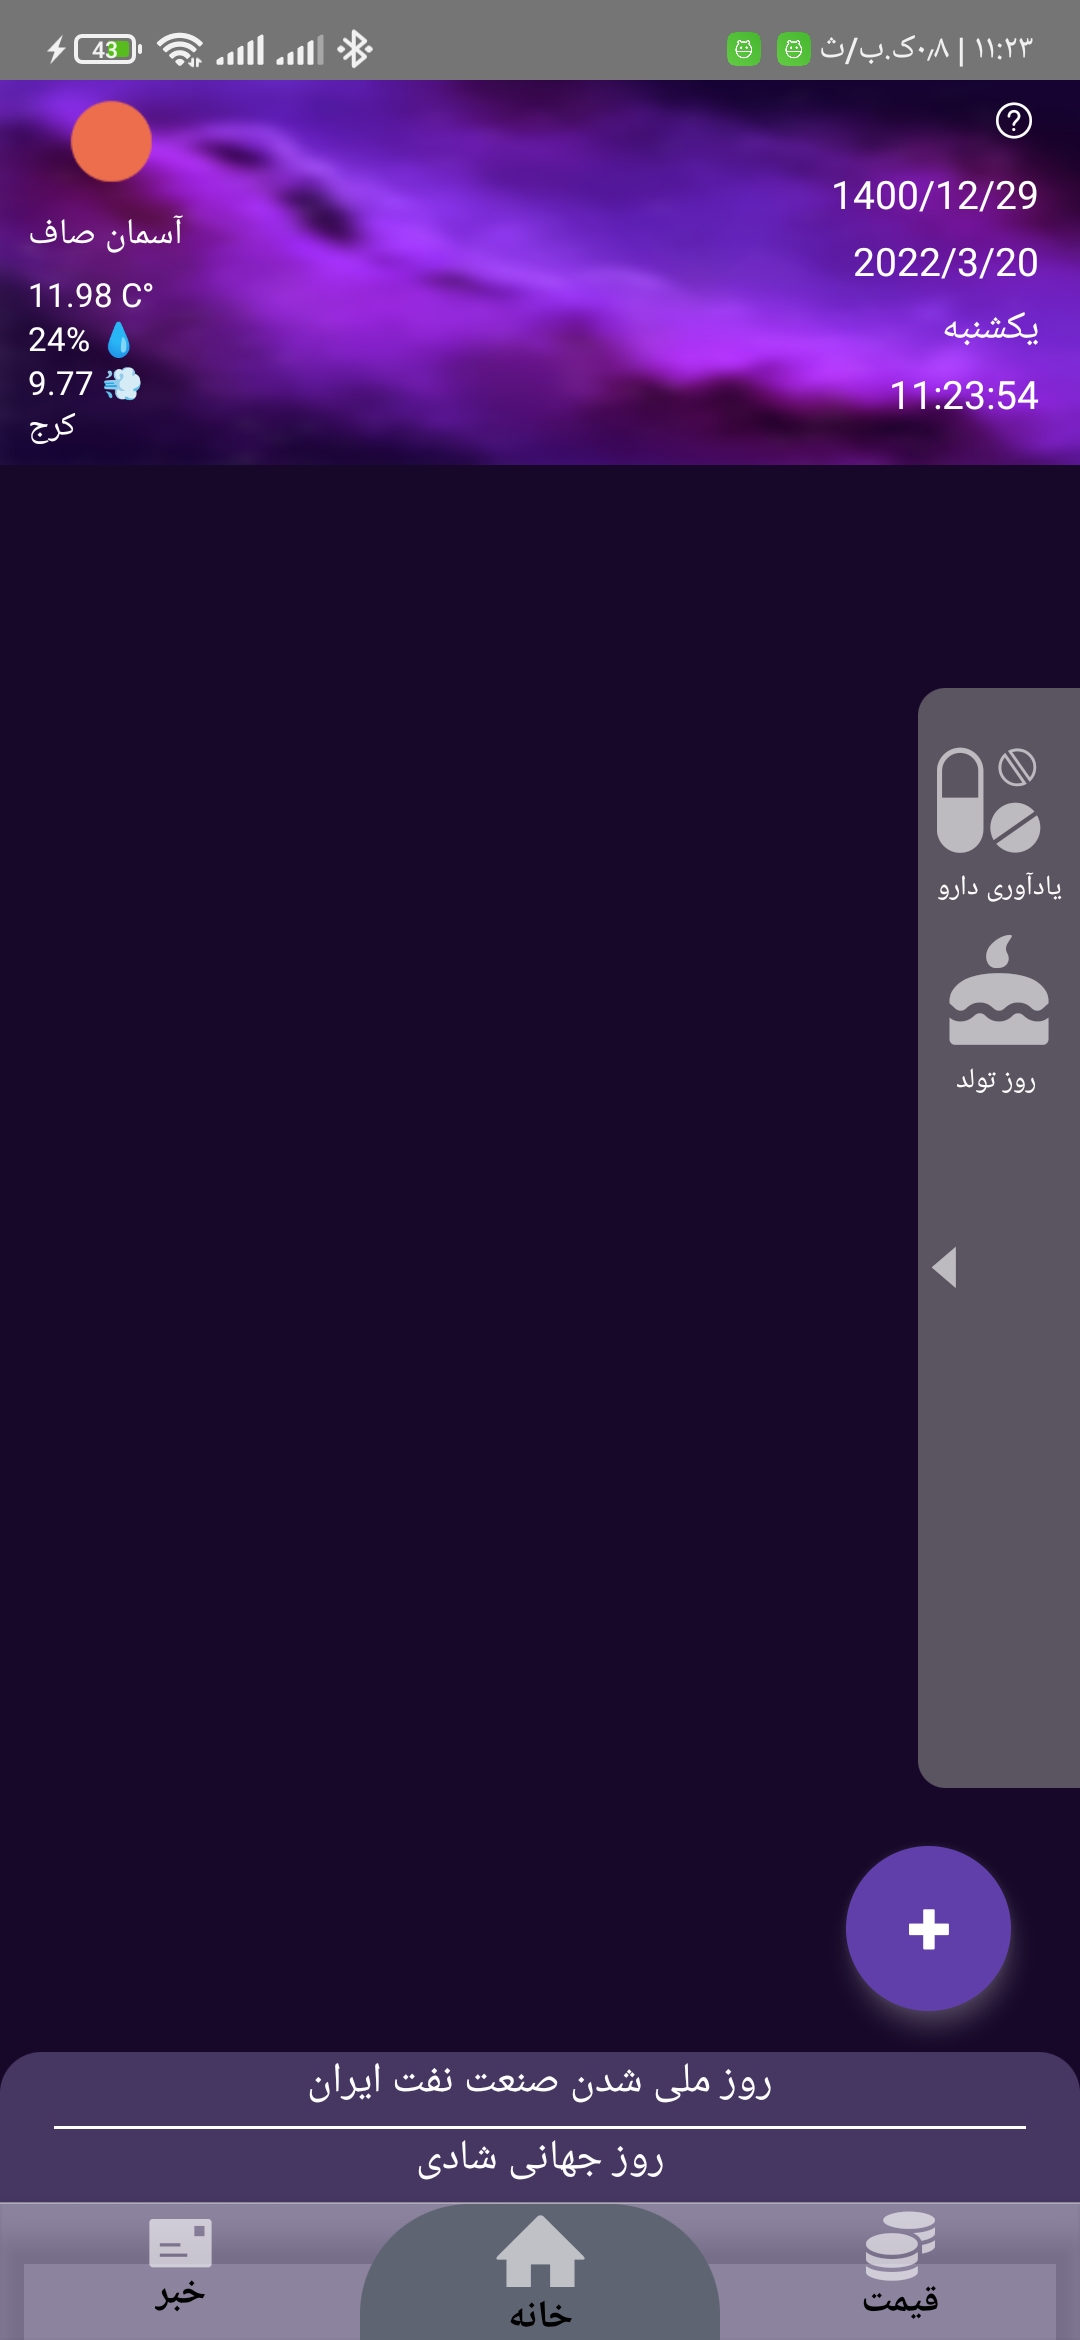 43
۱۱:۲۳ | ۰٫۸ک.ب/ث
1400/12/29
2022/3/20
یکشنبه
11:23:54
آسمان صاف
11.98 C°
24% 💧
9.77 💨
کرج
یادآوری دارو
روز تولد
روز ملی شدن صنعت نفت ایران
روز جهانی شادی
قیمت
خانه
خبر